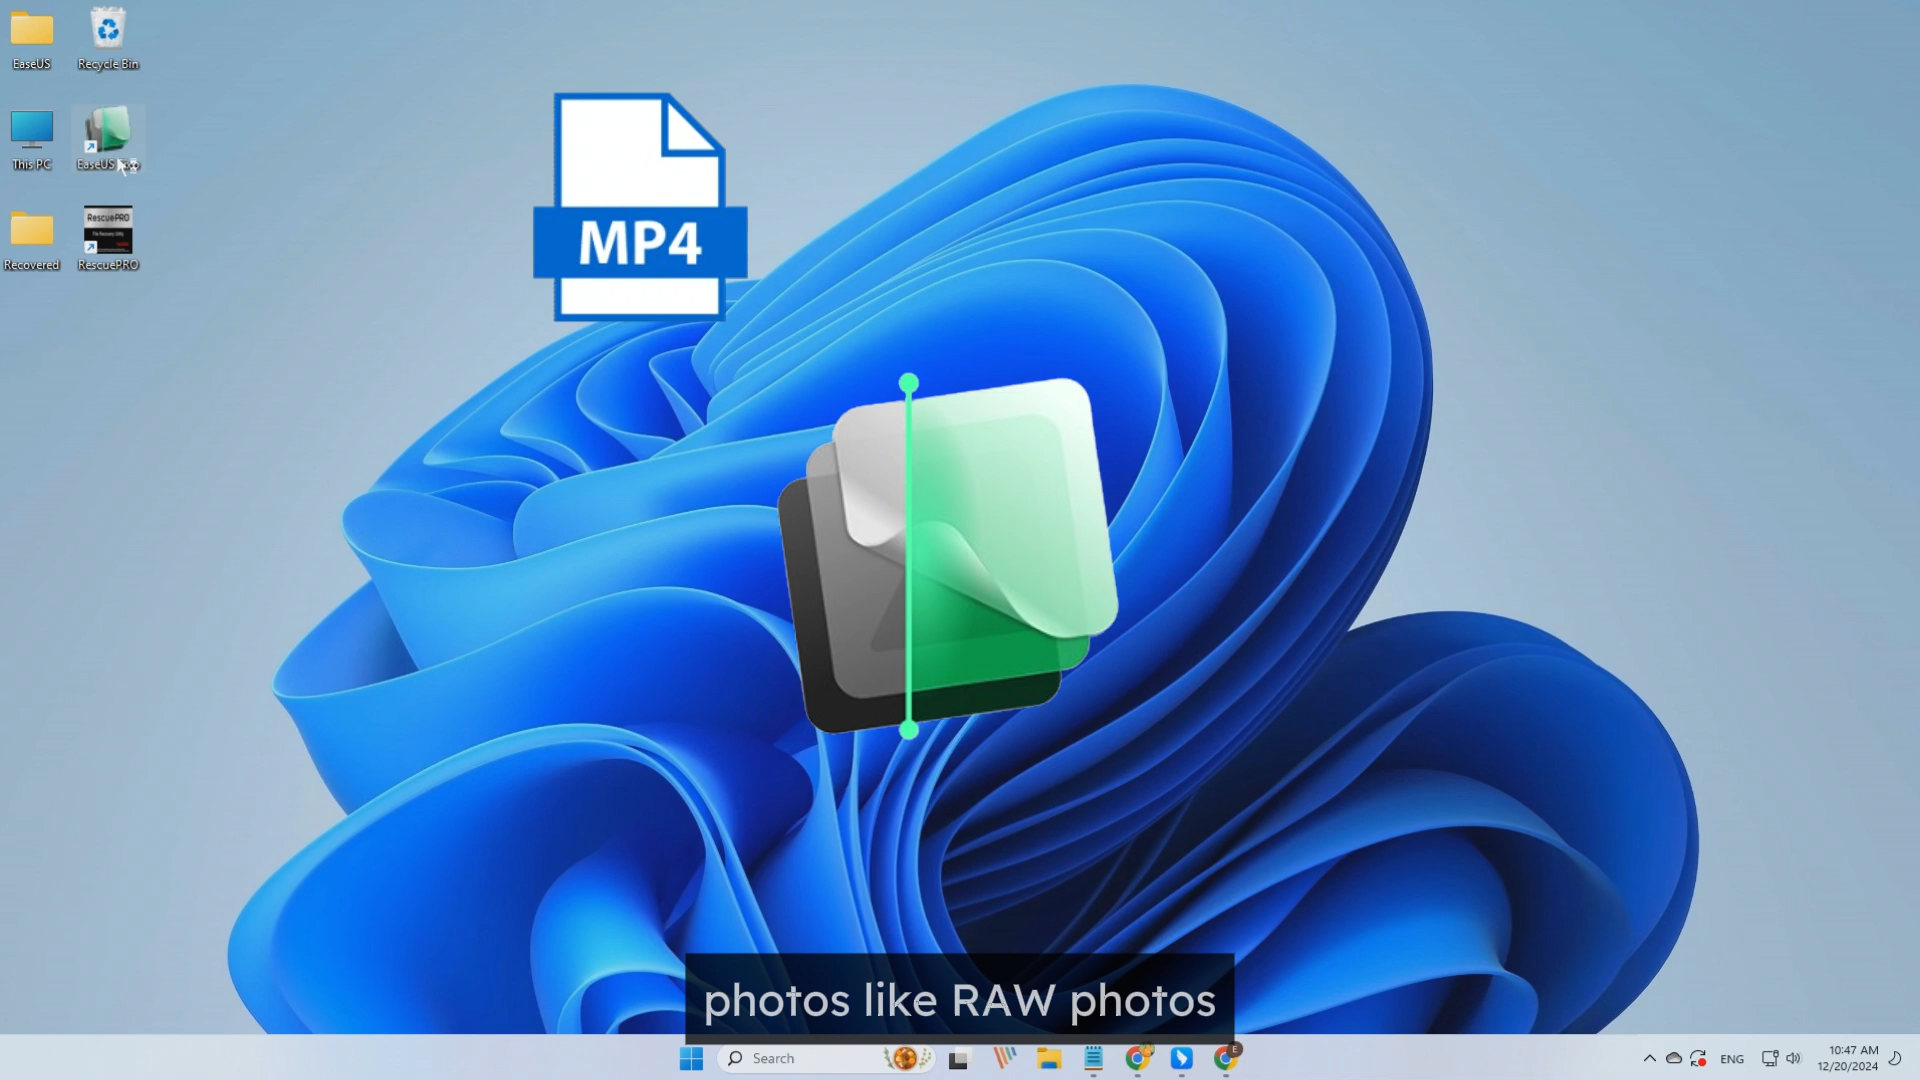 EaseUS
Recycle Bin
This PC
EaseUS
Recovered
RescuePRO
RescuePRO
MP4
photos like RAW photos
Search
ENG
10:47 AM
12/20/2024
E